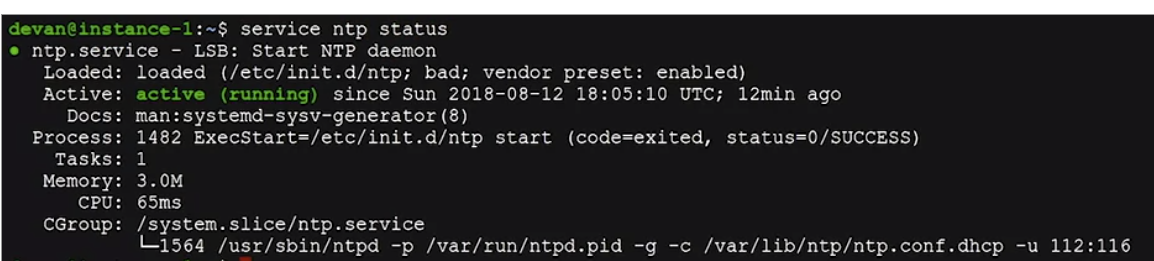 devan@instance-1:~$ service ntp status
● ntp.service - LSB: Start NTP daemon
   Loaded: loaded (/etc/init.d/ntp; bad; vendor preset: enabled)
   Active: active (running) since Sun 2018-08-12 18:05:10 UTC; 12min ago
     Docs: man:systemd-sysv-generator(8)
  Process: 1482 ExecStart=/etc/init.d/ntp start (code=exited, status=0/SUCCESS)
    Tasks: 1
   Memory: 3.0M
      CPU: 65ms
   CGroup: /system.slice/ntp.service
           └─1564 /usr/sbin/ntpd -p /var/run/ntpd.pid -g -c /var/lib/ntp/ntp.conf.dhcp -u 112:116